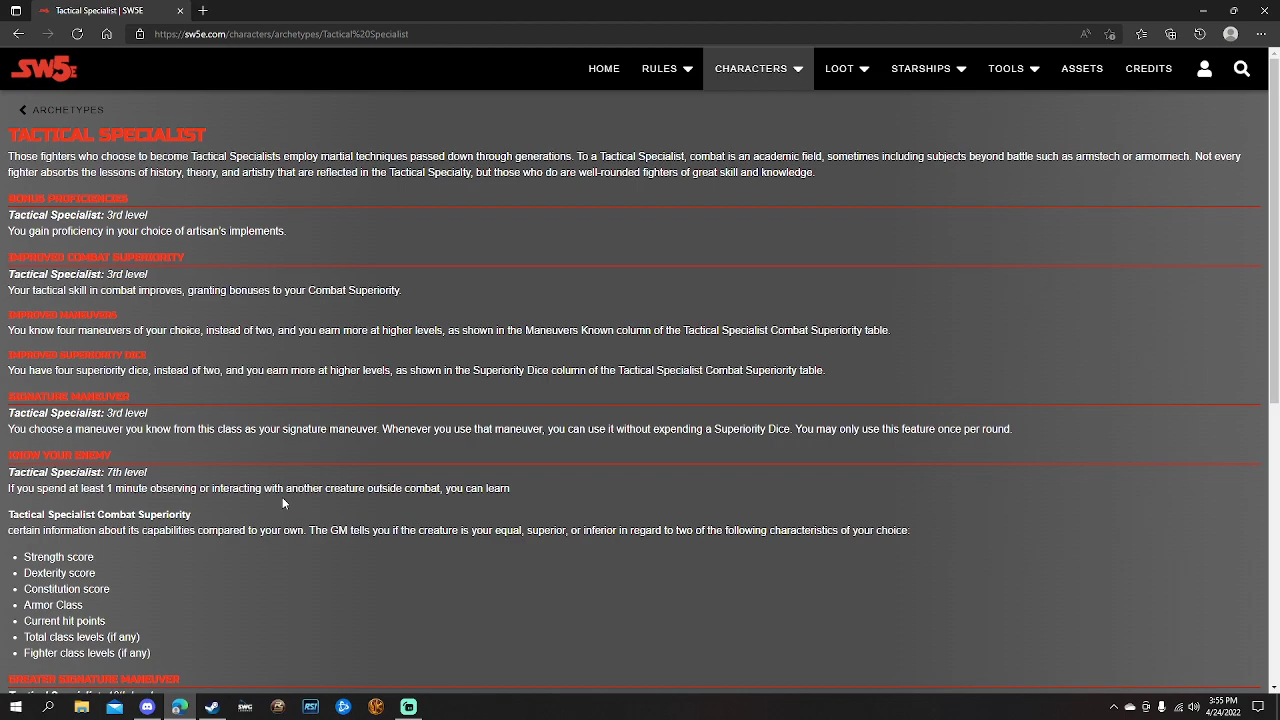 Tactical Specialist | SW5E
https://sw5e.com/characters/archetypes/Tactical%20Specialist
SW5E
HOME RULES CHARACTERS LOOT STARSHIPS TOOLS ASSETS CREDITS
ARCHETYPES
TACTICAL SPECIALIST
Those fighters who choose to become Tactical Specialists employ martial techniques passed down through generations. To a Tactical Specialist, combat is an academic field, sometimes including subjects beyond battle such as armstech or armormech. Not every
fighter absorbs the lessons of history, theory, and artistry that are reflected in the Tactical Specialty, but those who do are well-rounded fighters of great skill and knowledge.
BONUS PROFICIENCIES
Tactical Specialist: 3rd level
You gain proficiency in your choice of artisan's implements.
IMPROVED COMBAT SUPERIORITY
Tactical Specialist: 3rd level
Your tactical skill in combat improves, granting bonuses to your Combat Superiority.
IMPROVED MANEUVERS
You know four maneuvers of your choice, instead of two, and you earn more at higher levels, as shown in the Maneuvers Known column of the Tactical Specialist Combat Superiority table.
IMPROVED SUPERIORITY DICE
You have four superiority dice, instead of two, and you earn more at higher levels, as shown in the Superiority Dice column of the Tactical Specialist Combat Superiority table.
SIGNATURE MANEUVER
Tactical Specialist: 3rd level
You choose a maneuver you know from this class as your signature maneuver. Whenever you use that maneuver, you can use it without expending a Superiority Dice. You may only use this feature once per round.
KNOW YOUR ENEMY
Tactical Specialist: 7th level
If you spend at least 1 minute observing or interacting with another creature outside combat, you can learn
Tactical Specialist Combat Superiority
certain information about its capabilities compared to your own. The GM tells you if the creature is your equal, superior, or inferior in regard to two of the following characteristics of your choice:
• Strength score
• Dexterity score
• Constitution score
• Armor Class
• Current hit points
• Total class levels (if any)
• Fighter class levels (if any)
GREATER SIGNATURE MANEUVER
RSI
3:55 PM
4/24/2022